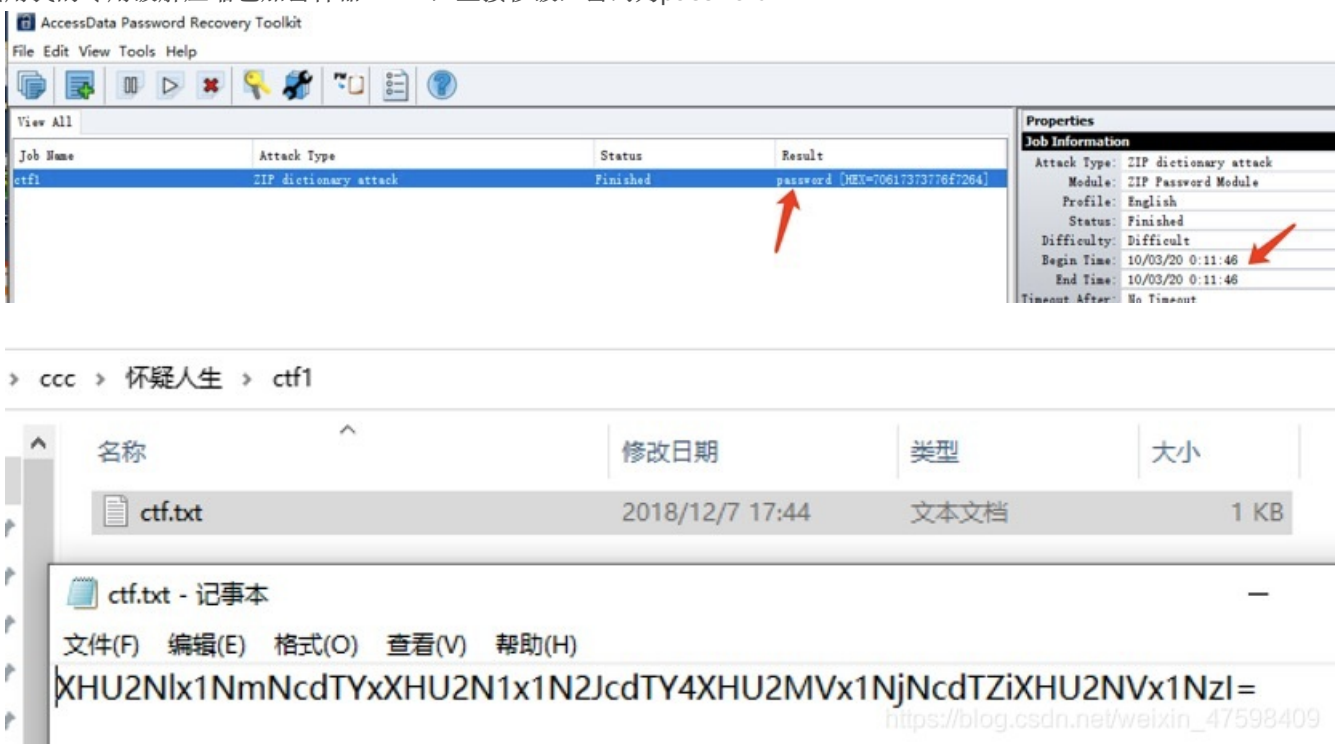 AccessData Password Recovery Toolkit
File Edit View Tools Help
View All
Job Name Attack Type Status Result
ctf1 ZIP dictionary attack Finished password [HEX=70617373776f7264]
Properties
Job Information
Attack Type: ZIP dictionary attack
Module: ZIP Password Module
Profile: English
Status: Finished
Difficulty: Difficult
Begin Time: 10/03/20 0:11:46
End Time: 10/03/20 0:11:46
Timeout After: No Timeout
> ccc > 怀疑人生 > ctf1
名称 修改日期 类型 大小
ctf.txt 2018/12/7 17:44 文本文档 1 KB
ctf.txt - 记事本
文件(F) 编辑(E) 格式(O) 查看(V) 帮助(H)
XHU2Nlx1NmNcdTYxXHU2N1x1N2JcdTY4XHU2MVx1NjNcdTZiXHU2NVx1NzI=
https://blog.csdn.net/weixin_47598409